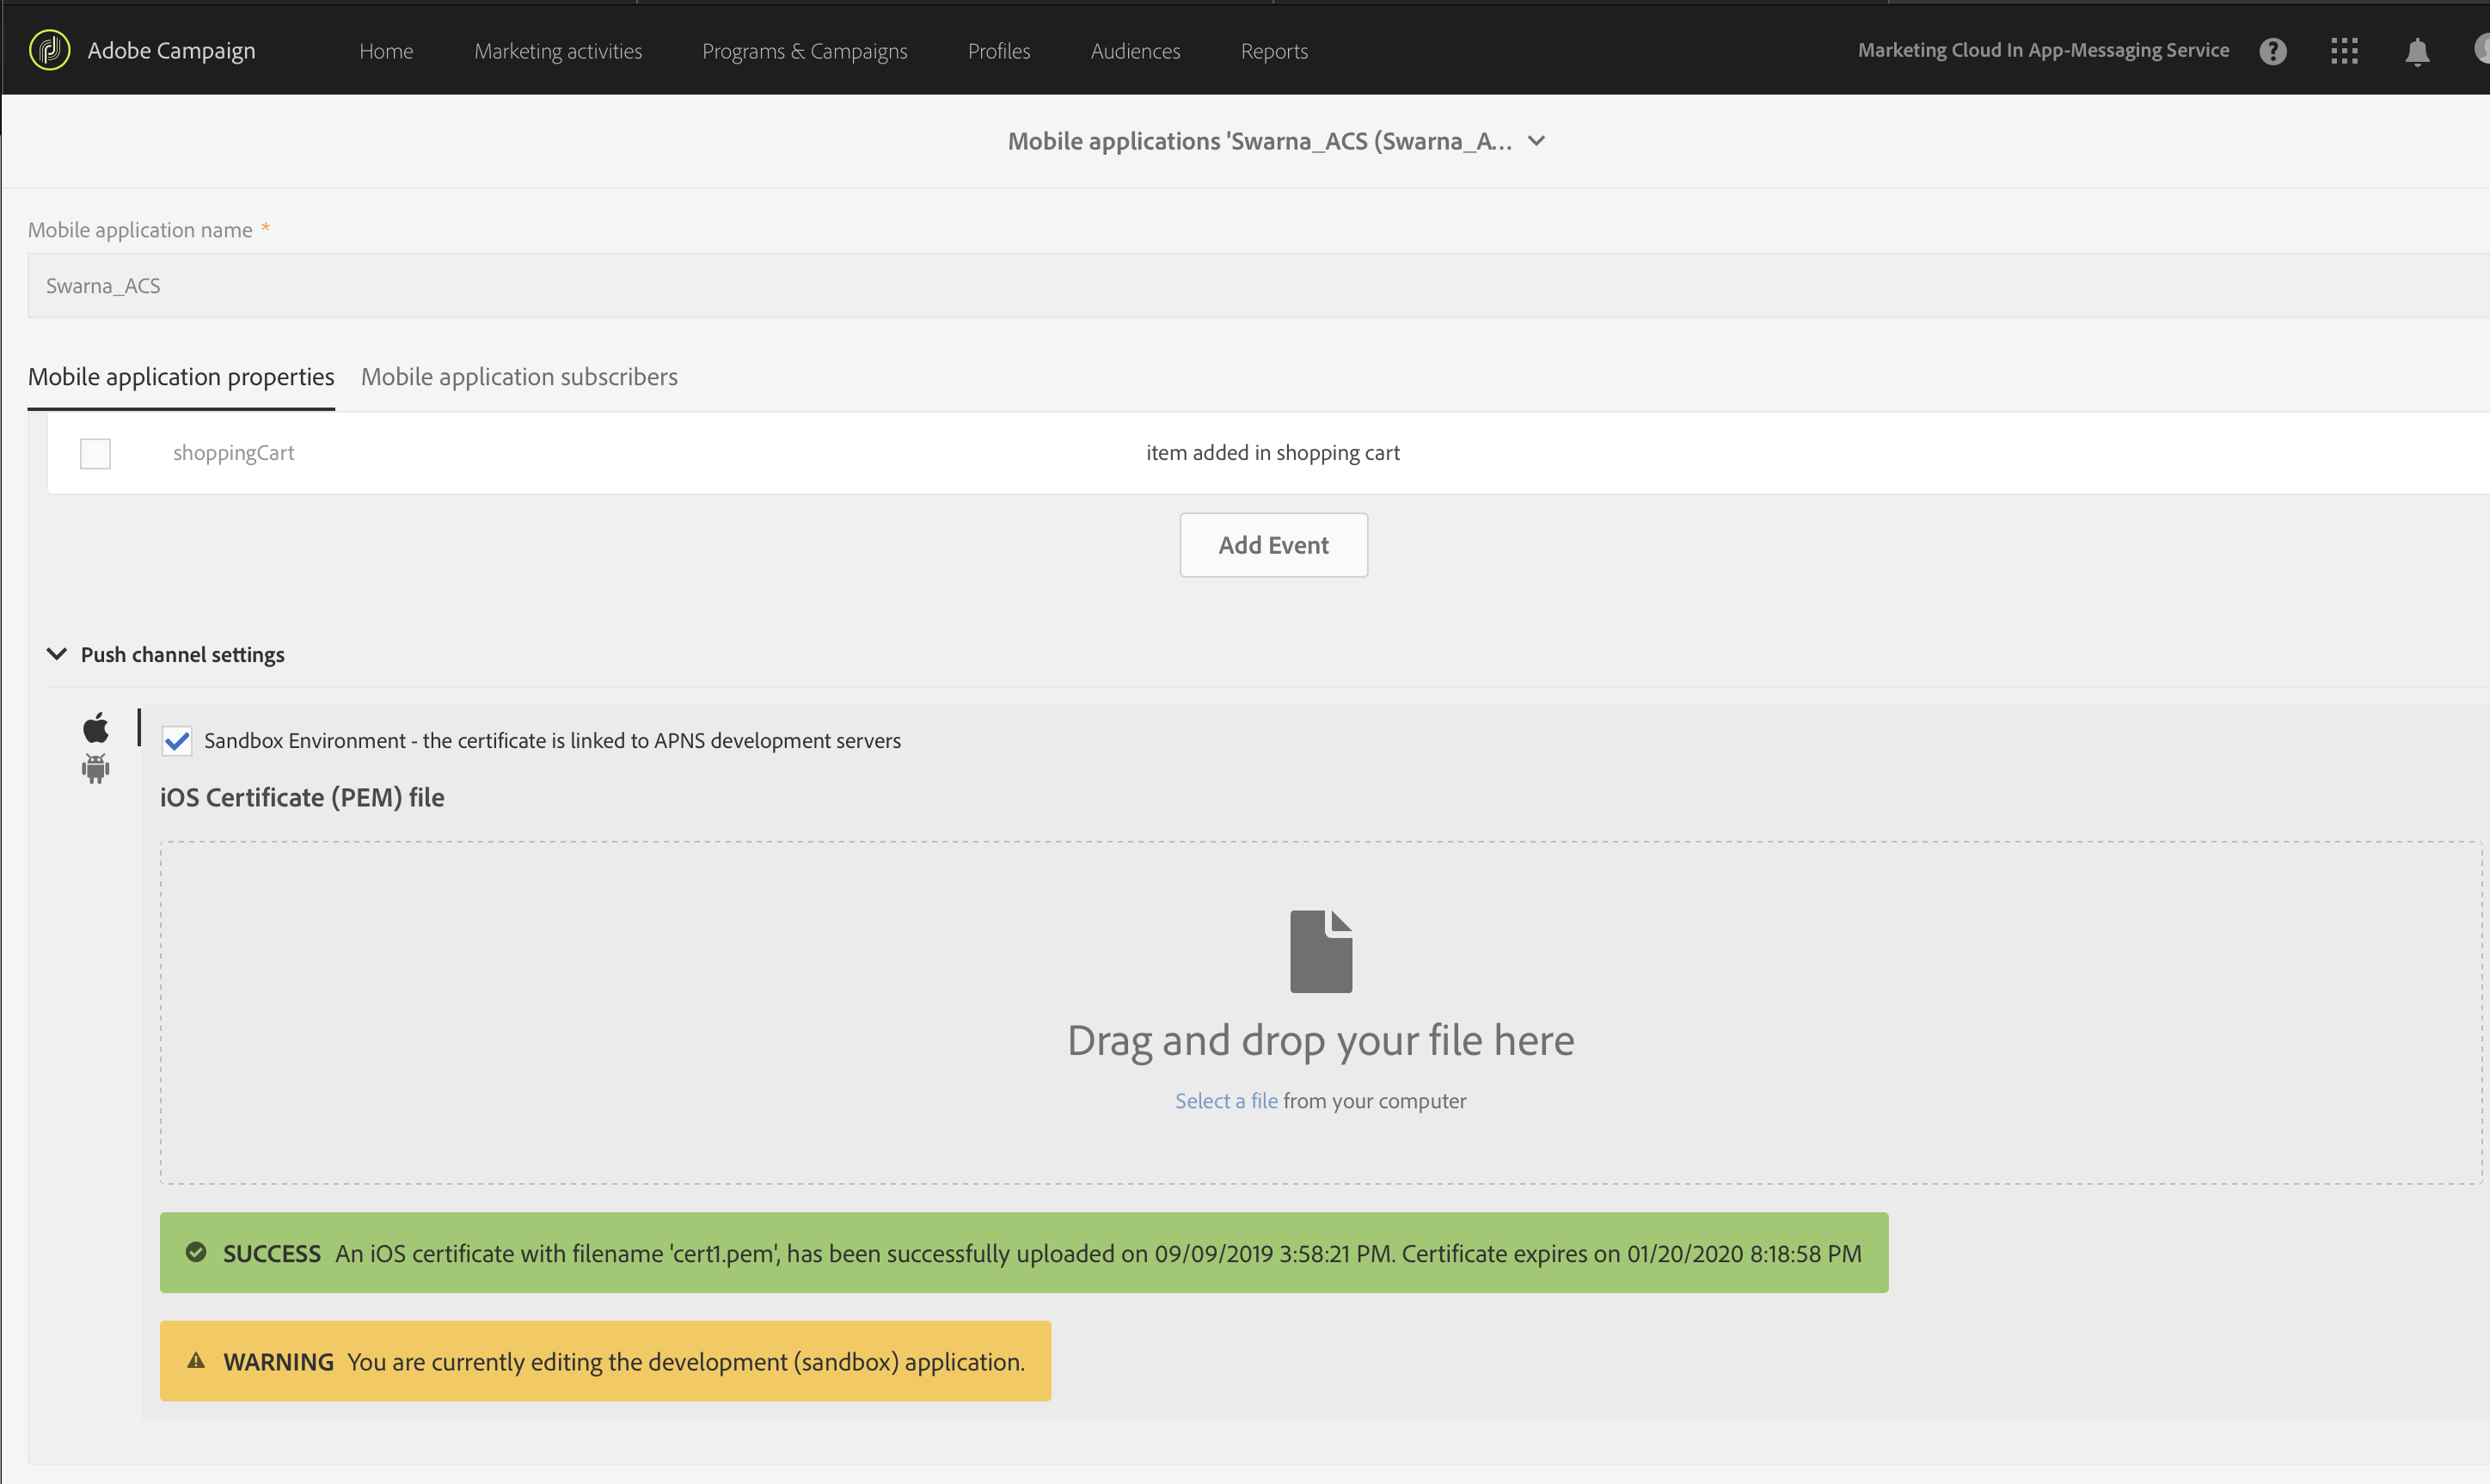 Adobe Campaign Home Marketing activities Programs & Campaigns Profiles Audiences Reports Marketing Cloud In App-Messaging Service
Mobile applications 'Swarna_ACS (Swarna_A...
Mobile application name *
Swarna_ACS
Mobile application properties Mobile application subscribers
shoppingCart item added in shopping cart
Add Event
Push channel settings
Sandbox Environment - the certificate is linked to APNS development servers
iOS Certificate (PEM) file
Drag and drop your file here
Select a file from your computer
SUCCESS An iOS certificate with filename 'cert1.pem', has been successfully uploaded on 09/09/2019 3:58:21 PM. Certificate expires on 01/20/2020 8:18:58 PM
WARNING You are currently editing the development (sandbox) application.